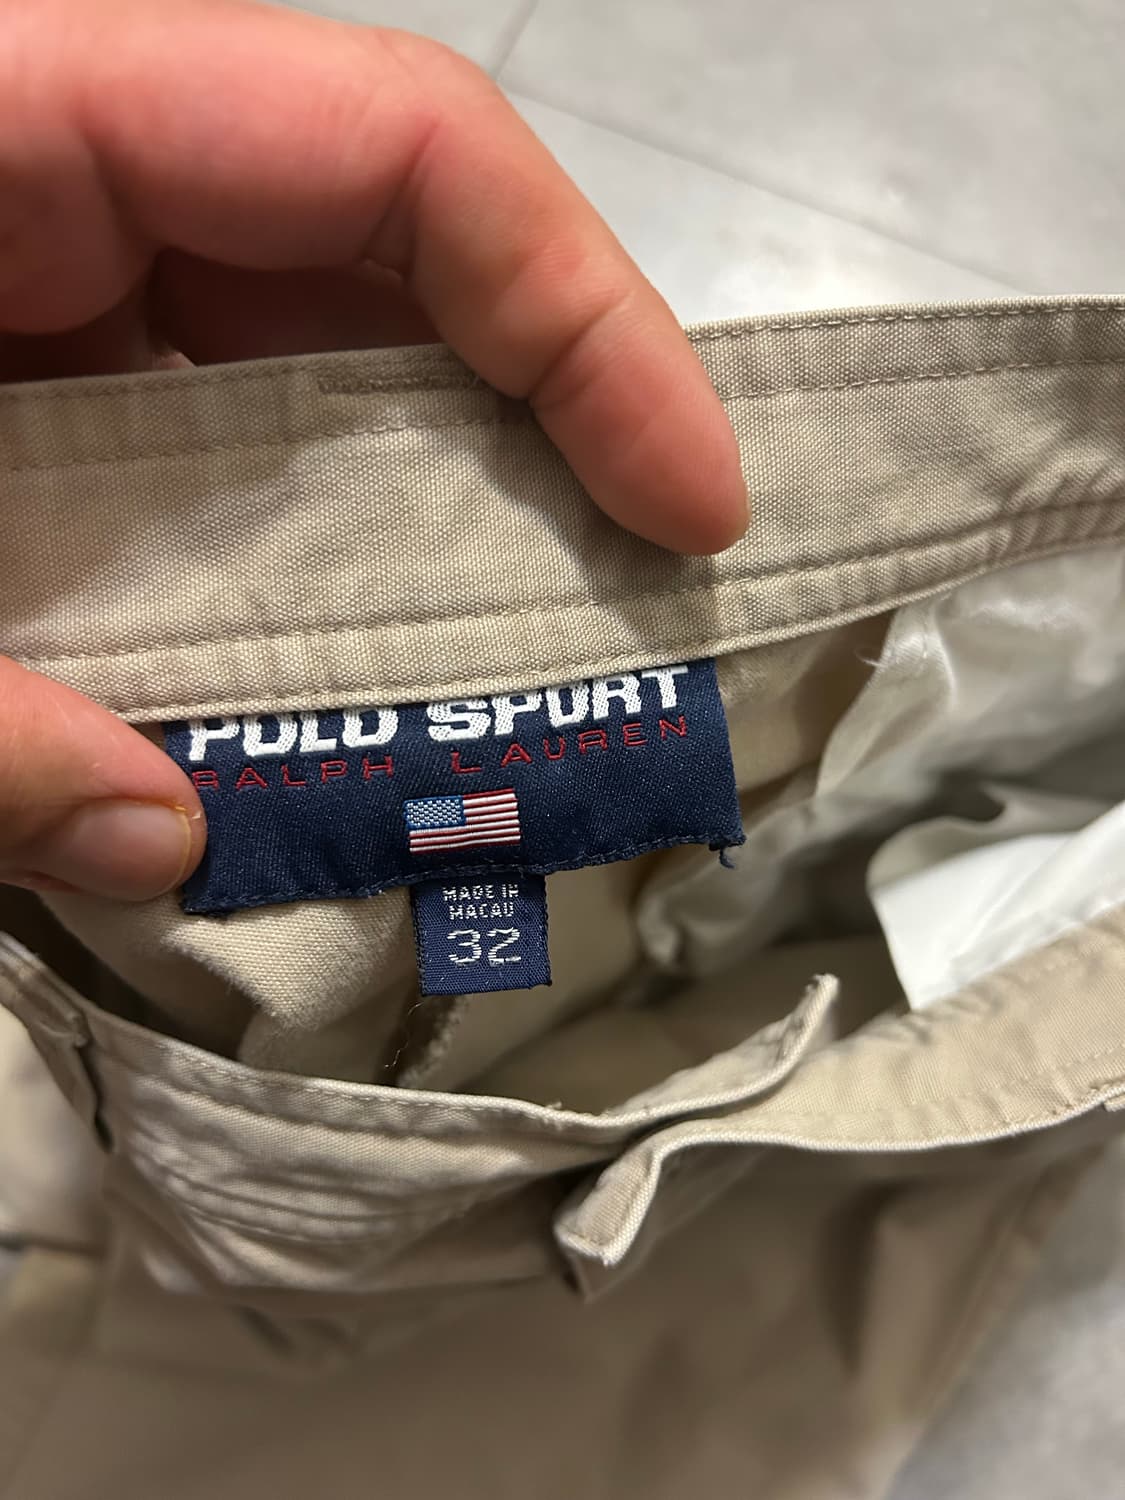 POLO SPORT
RALPH LAUREN
MADE IN
MACAU
32